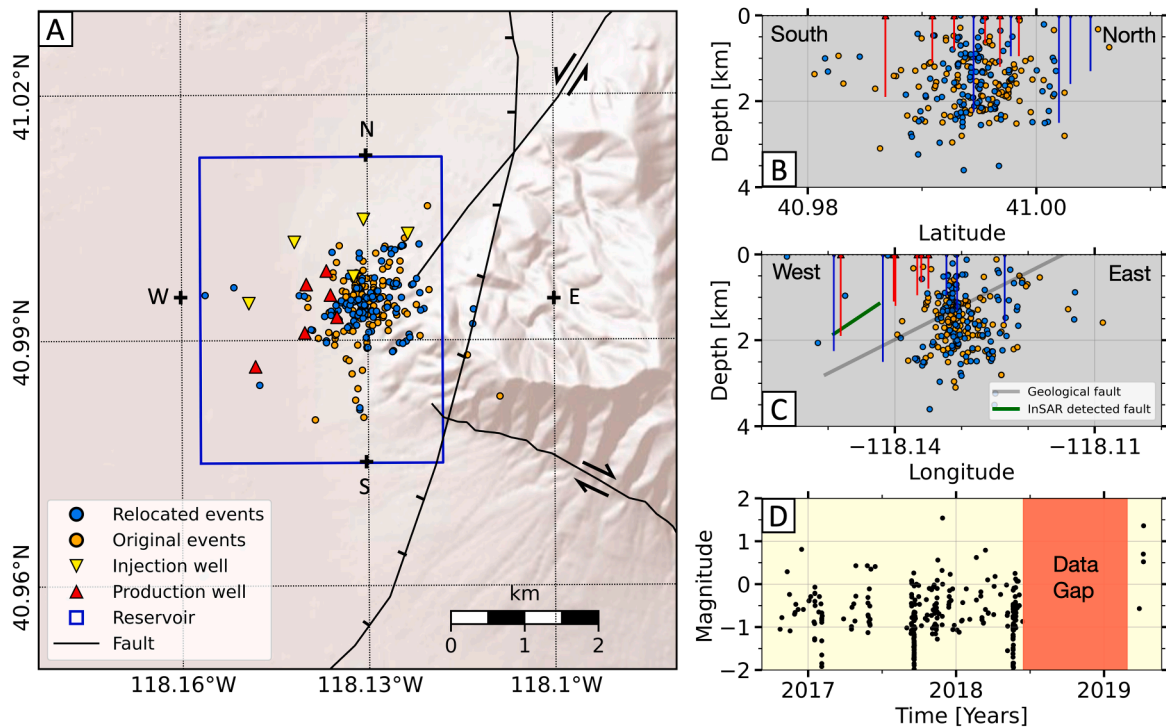 A
41.02°N
40.99°N
40.96°N
N
W
E
S
Relocated events
Original events
Injection well
Production well
Reservoir
Fault
km
0 1 2
118.16°W 118.13°W 118.1°W
0
2
4
Depth [km]
South North
B
40.98 41.00
Latitude
0
2
4
Depth [km]
West East
C
Geological fault
InSAR detected fault
−118.14 −118.11
Longitude
2
1
0
−1
−2
Magnitude
D
Data
Gap
2017 2018 2019
Time [Years]